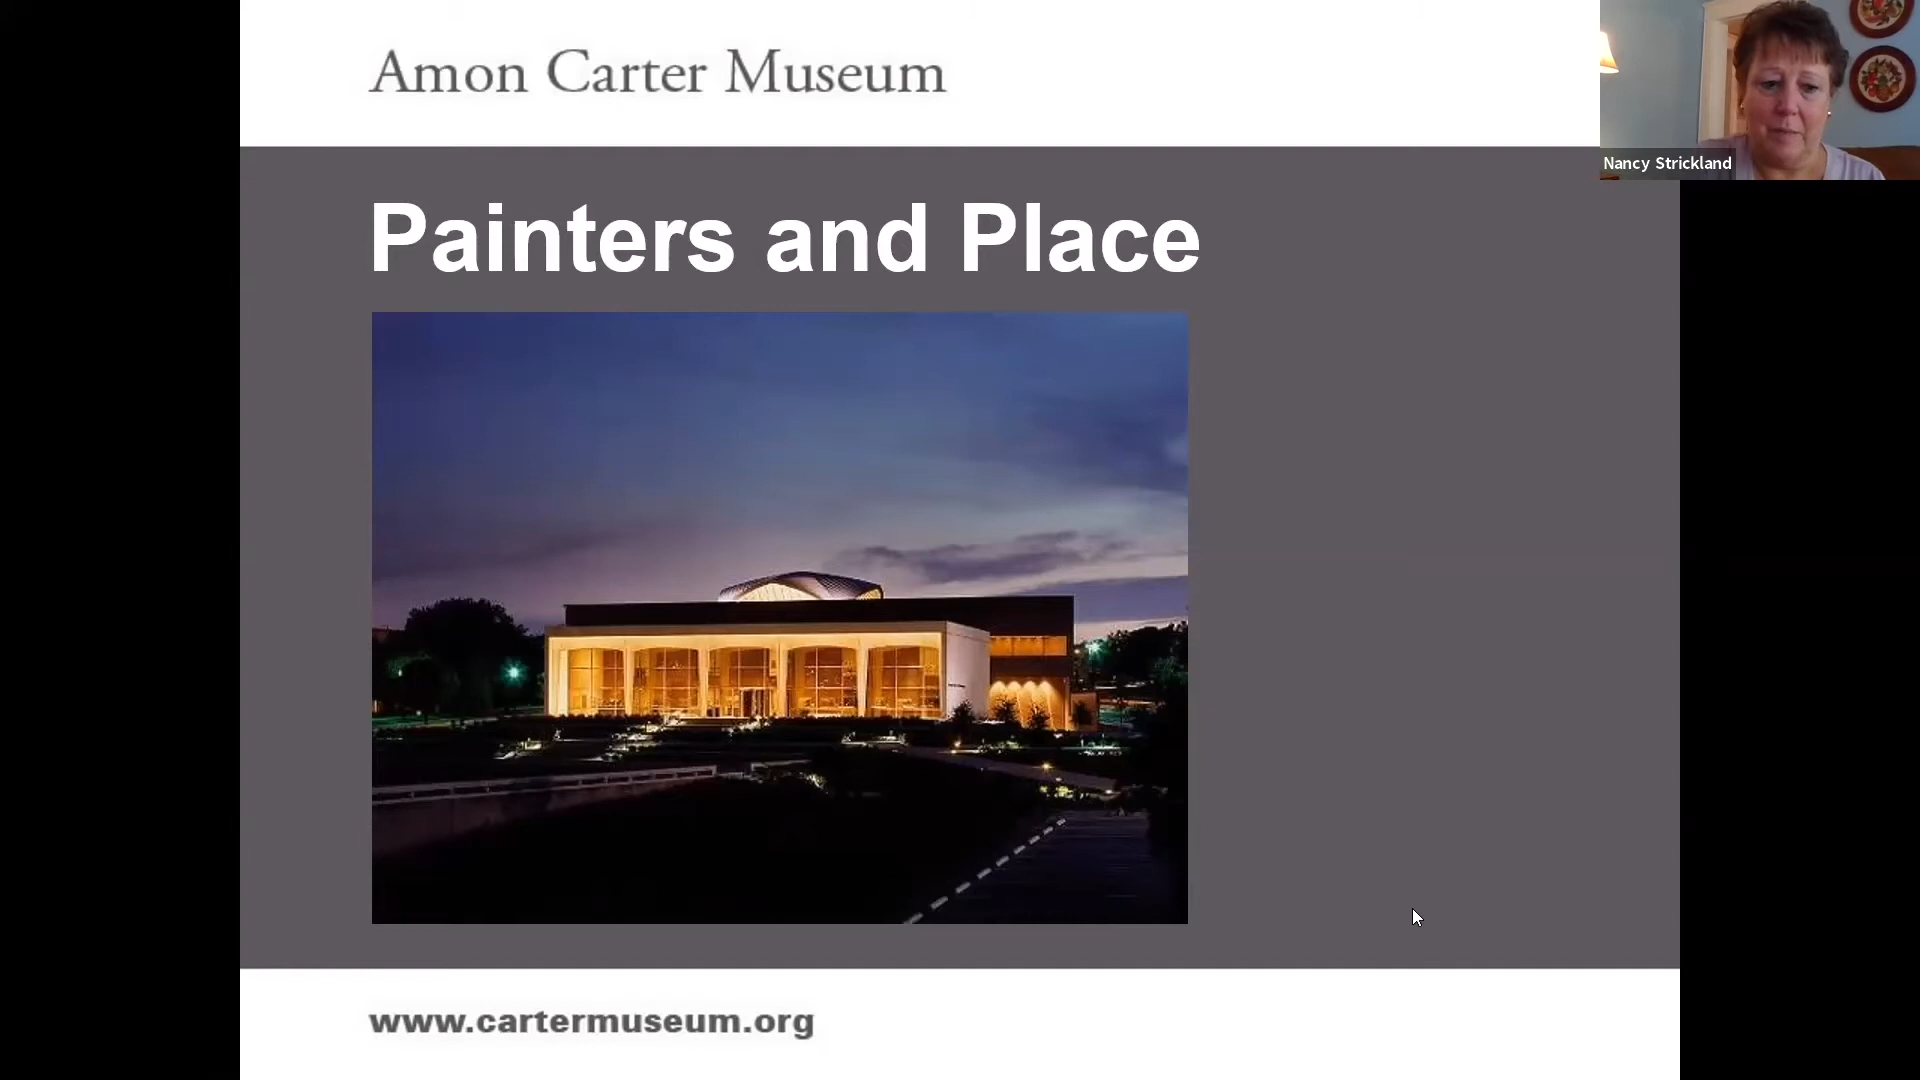 Amon Carter Museum
Nancy Strickland
Painters and Place
www.cartermuseum.org